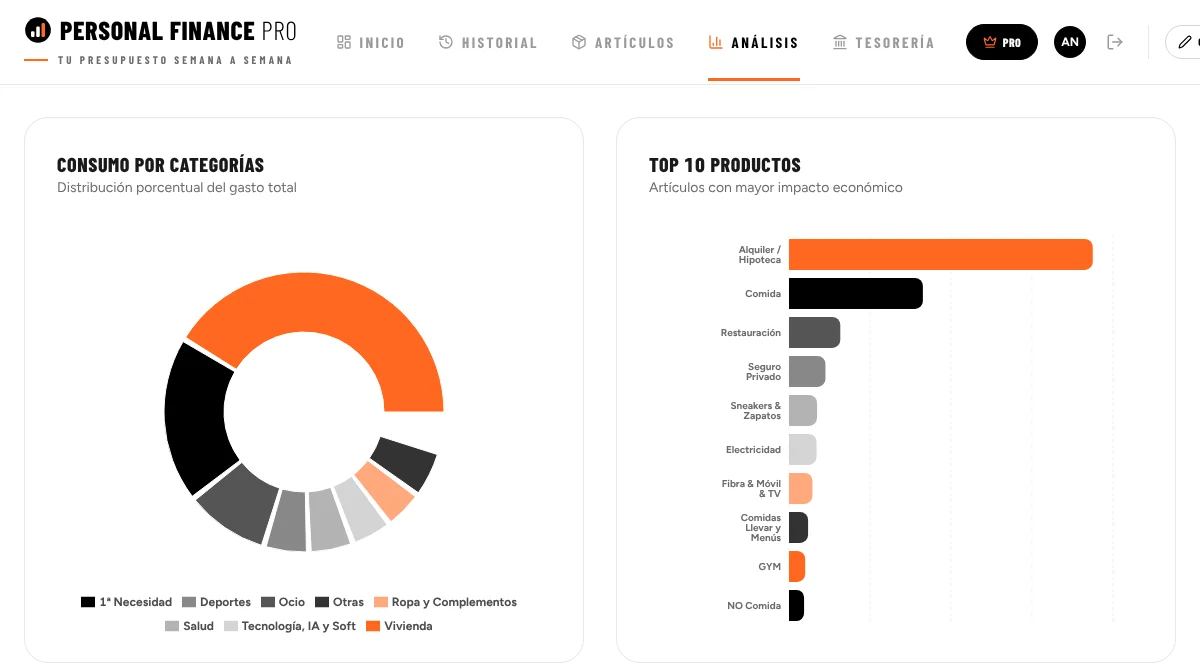 PERSONAL FINANCE PRO
TU PRESUPUESTO SEMANA A SEMANA
INICIO
HISTORIAL
ARTÍCULOS
ANÁLISIS
TESORERÍA
PRO
AN
CONSUMO POR CATEGORÍAS
Distribución porcentual del gasto total
1ª Necesidad
Deportes
Ocio
Otras
Ropa y Complementos
Salud
Tecnología, IA y Soft
Vivienda
TOP 10 PRODUCTOS
Artículos con mayor impacto económico
Alquiler /
Hipoteca
Comida
Restauración
Seguro
Privado
Sneakers &
Zapatos
Electricidad
Fibra & Móvil
& TV
Comidas
Llevar y
Menús
GYM
NO Comida